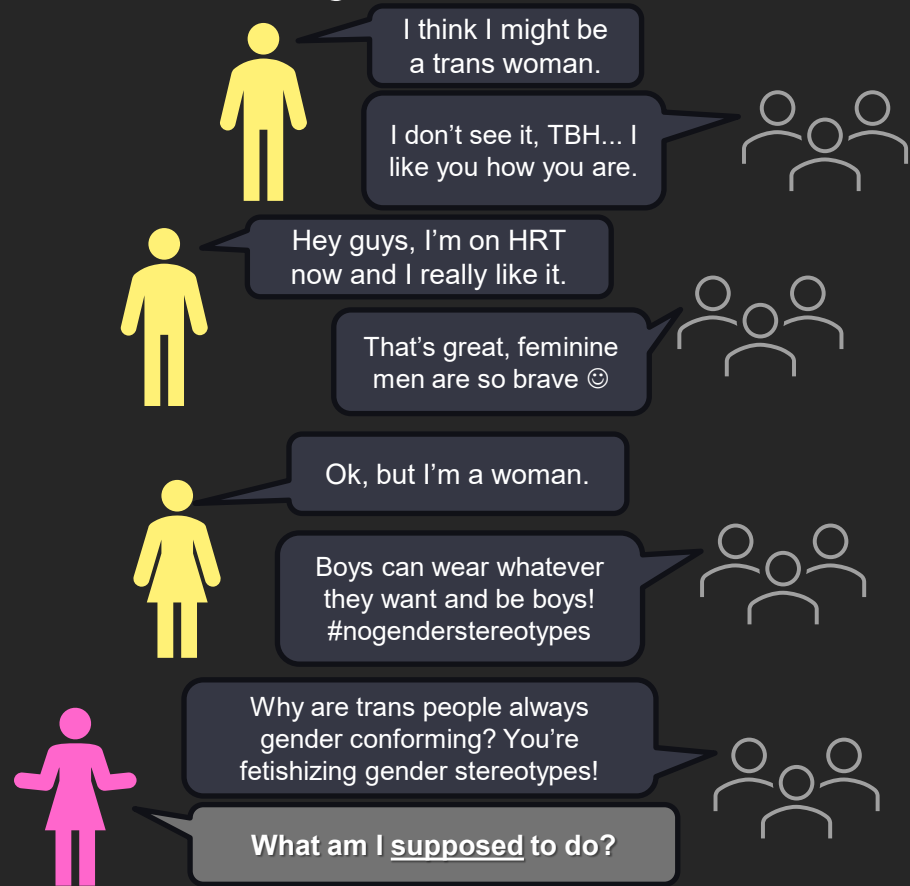 I think I might be
a trans woman.
I don’t see it, TBH... I
like you how you are.
Hey guys, I’m on HRT
now and I really like it.
That’s great, feminine
men are so brave ☺
Ok, but I’m a woman.
Boys can wear whatever
they want and be boys!
#nogenderstereotypes
Why are trans people always
gender conforming? You’re
fetishizing gender stereotypes!
What am I supposed to do?